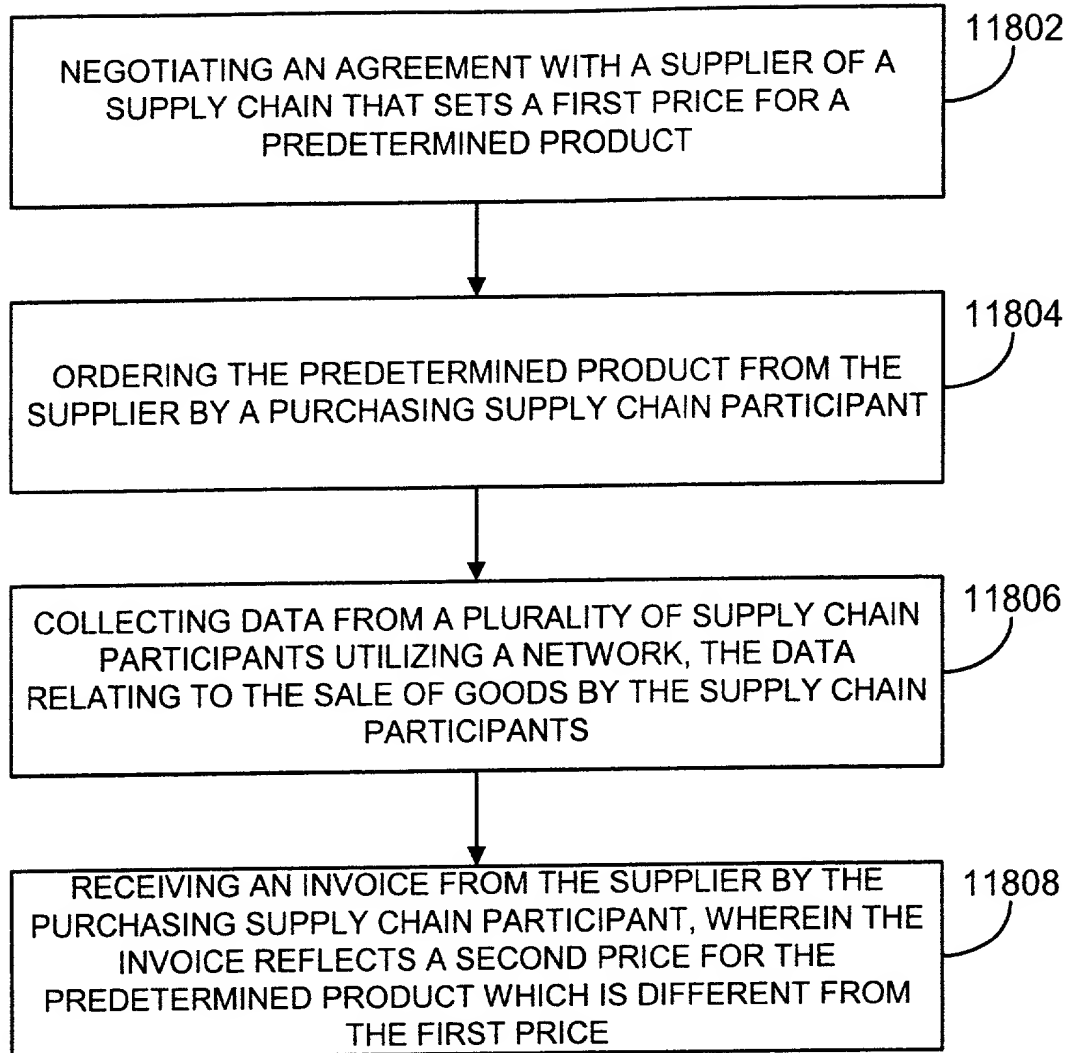 11802
NEGOTIATING AN AGREEMENT WITH A SUPPLIER OF A
SUPPLY CHAIN THAT SETS A FIRST PRICE FOR A
PREDETERMINED PRODUCT
11804
ORDERING THE PREDETERMINED PRODUCT FROM THE
SUPPLIER BY A PURCHASING SUPPLY CHAIN PARTICIPANT
11806
COLLECTING DATA FROM A PLURALITY OF SUPPLY CHAIN
PARTICIPANTS UTILIZING A NETWORK, THE DATA
RELATING TO THE SALE OF GOODS BY THE SUPPLY CHAIN
PARTICIPANTS
11808
RECEIVING AN INVOICE FROM THE SUPPLIER BY THE
PURCHASING SUPPLY CHAIN PARTICIPANT, WHEREIN THE
INVOICE REFLECTS A SECOND PRICE FOR THE
PREDETERMINED PRODUCT WHICH IS DIFFERENT FROM
THE FIRST PRICE